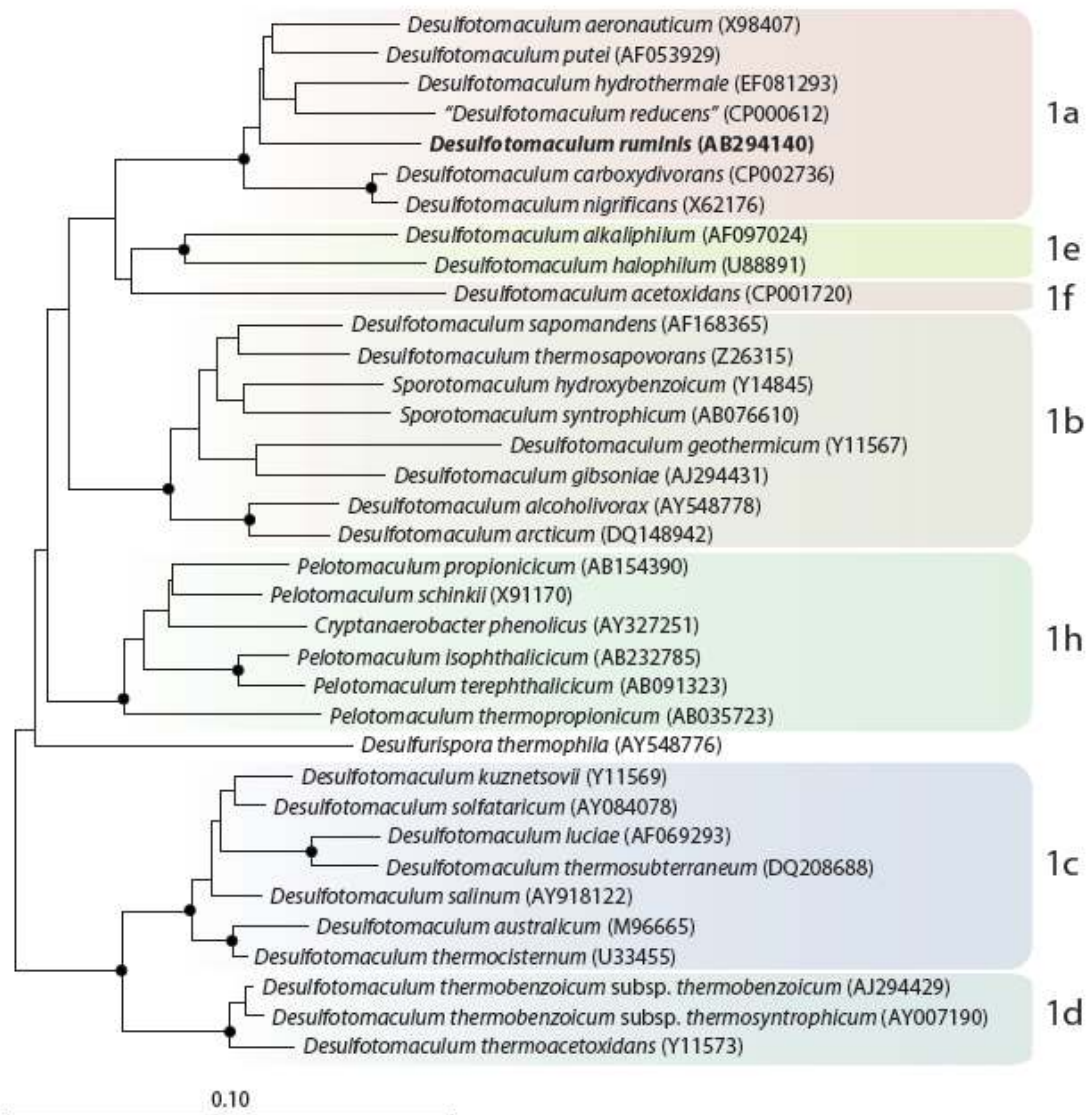 Desulfotomaculum aeronauticum (X98407)
Desulfotomaculum putei (AF053929)
Desulfotomaculum hydrothermale (EF081293)
“Desulfotomaculum reducens” (CP000612)
1a
Desulfotomaculum ruminis (AB294140)
Desulfotomaculum carboxydivorans (CP002736)
Desulfotomaculum nigrificans (X62176)
Desulfotomaculum alkaliphilum (AF097024)
1e
Desulfotomaculum halophilum (U88891)
Desulfotomaculum acetoxidans (CP001720)
1f
Desulfotomaculum sapomandens (AF168365)
Desulfotomaculum thermosapovorans (Z26315)
Sporotomaculum hydroxybenzoicum (Y14845)
Sporotomaculum syntrophicum (AB076610)
1b
Desulfotomaculum geothermicum (Y11567)
Desulfotomaculum gibsoniae (AJ294431)
Desulfotomaculum alcoholivorax (AY548778)
Desulfotomaculum arcticum (DQ148942)
Pelotomaculum propionicicum (AB154390)
Pelotomaculum schinkii (X91170)
Cryptanaerobacter phenolicus (AY327251)
1h
Pelotomaculum isophthalicicum (AB232785)
Pelotomaculum terephthalicicum (AB091323)
Pelotomaculum thermopropionicum (AB035723)
Desulfurispora thermophila (AY548776)
Desulfotomaculum kuznetsovii (Y11569)
Desulfotomaculum solfataricum (AY084078)
Desulfotomaculum luciae (AF069293)
1c
Desulfotomaculum thermosubterraneum (DQ208688)
Desulfotomaculum salinum (AY918122)
Desulfotomaculum australicum (M96665)
Desulfotomaculum thermocisternum (U33455)
Desulfotomaculum thermobenzoicum subsp. thermobenzoicum (AJ294429)
1d
Desulfotomaculum thermobenzoicum subsp. thermosyntrophicum (AY007190)
Desulfotomaculum thermoacetoxidans (Y11573)
0.10